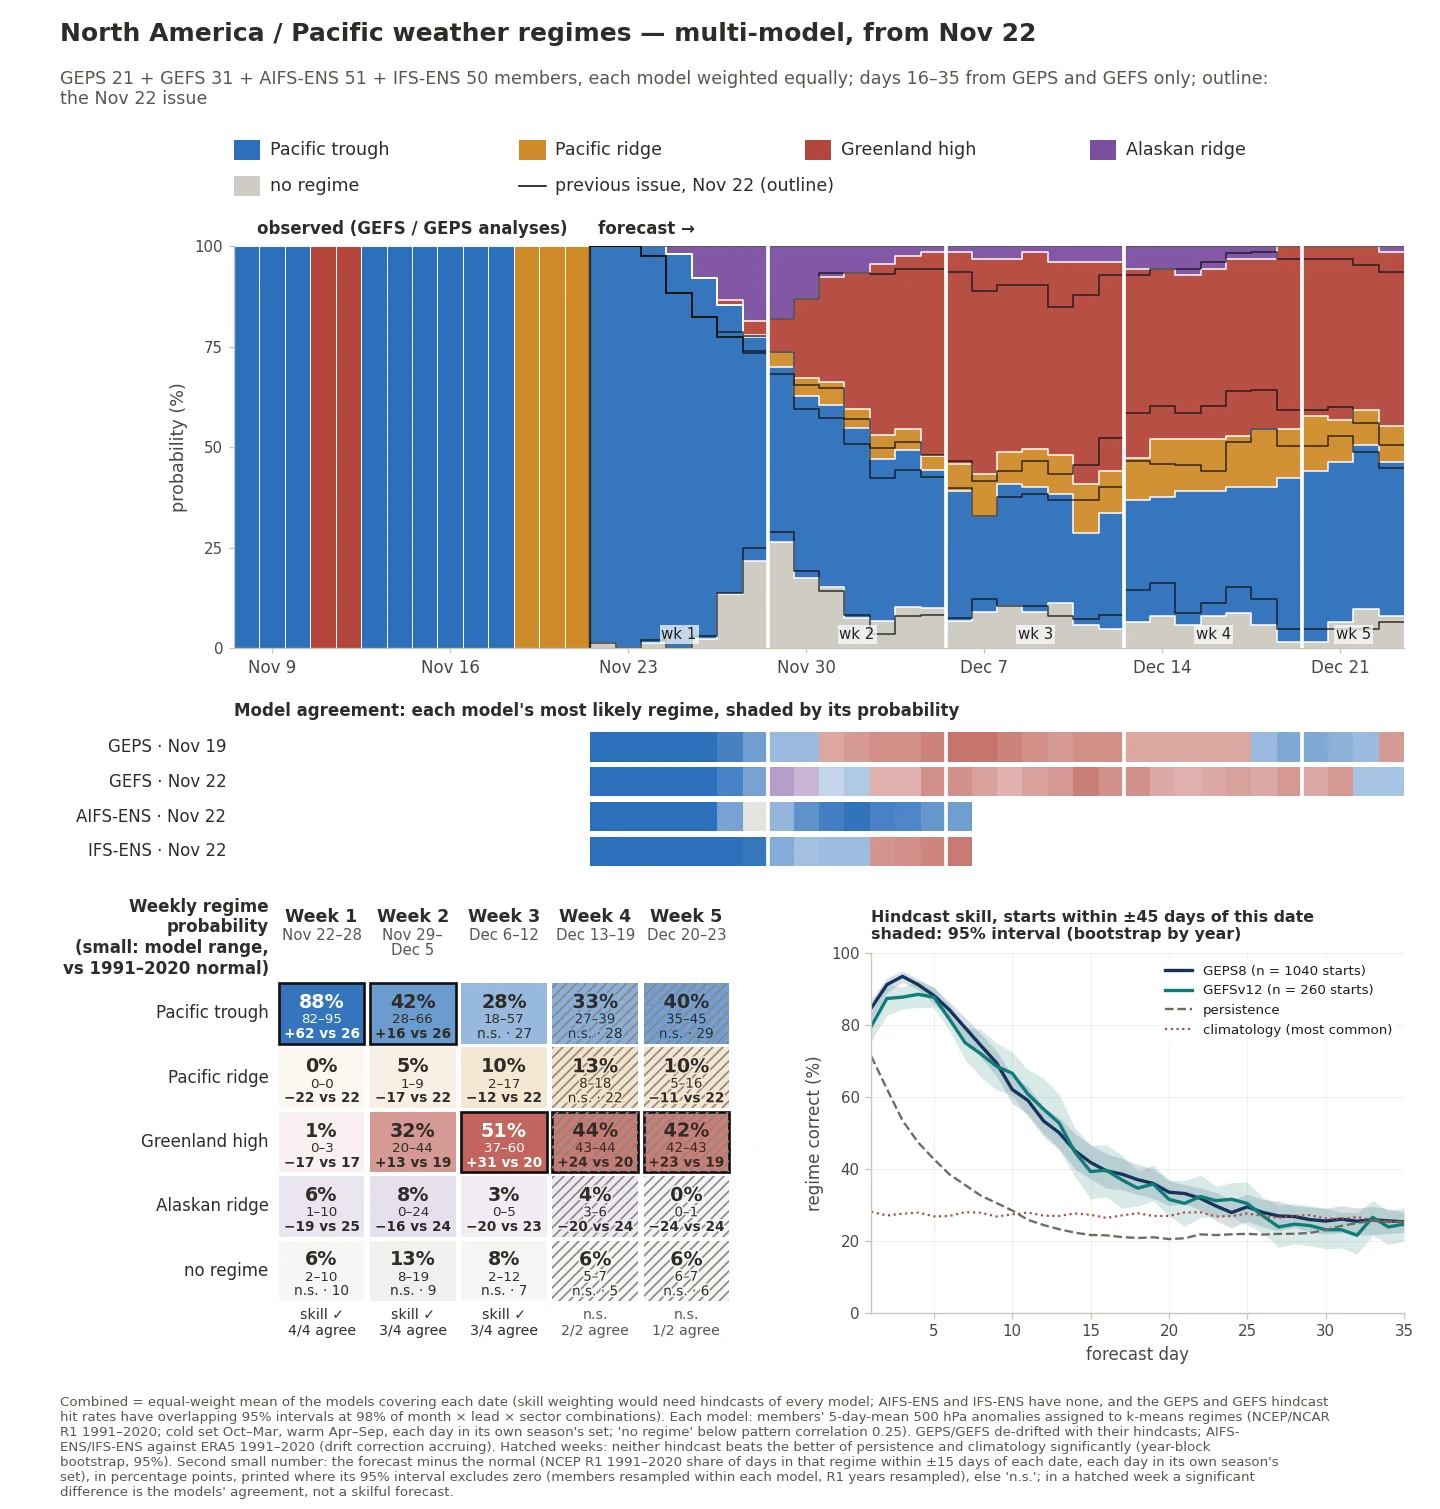 North America / Pacific weather regimes — multi-model, from Nov 22
GEPS 21 + GEFS 31 + AIFS-ENS 51 + IFS-ENS 50 members, each model weighted equally; days 16–35 from GEPS and GEFS only; outline:
the Nov 22 issue
Pacific trough
Pacific ridge
Greenland high
Alaskan ridge
no regime
previous issue, Nov 22 (outline)
observed (GEFS / GEPS analyses)
forecast →
100
75
50
25
0
probability (%)
wk 1
wk 2
wk 3
wk 4
wk 5
Nov 9
Nov 16
Nov 23
Nov 30
Dec 7
Dec 14
Dec 21
Model agreement: each model's most likely regime, shaded by its probability
GEPS · Nov 19
GEFS · Nov 22
AIFS-ENS · Nov 22
IFS-ENS · Nov 22
Weekly regime
probability
(small: model range,
vs 1991–2020 normal)
Week 1
Nov 22–28
Week 2
Nov 29–
Dec 5
Week 3
Dec 6–12
Week 4
Dec 13–19
Week 5
Dec 20–23
Pacific trough
88%
82–95
+62 vs 26
42%
28–66
+16 vs 26
28%
18–57
n.s. · 27
33%
27–39
n.s. · 28
40%
35–45
n.s. · 29
Pacific ridge
0%
0–0
−22 vs 22
5%
1–9
−17 vs 22
10%
2–17
−12 vs 22
13%
8–18
n.s. · 22
10%
5–16
−11 vs 22
Greenland high
1%
0–3
−17 vs 17
32%
20–44
+13 vs 19
51%
37–60
+31 vs 20
44%
43–44
+24 vs 20
42%
42–43
+23 vs 19
Alaskan ridge
6%
1–10
−19 vs 25
8%
0–24
−16 vs 24
3%
0–5
−20 vs 23
4%
3–6
−20 vs 24
0%
0–1
−24 vs 24
no regime
6%
2–10
n.s. · 10
13%
8–19
n.s. · 9
8%
2–12
n.s. · 7
6%
5–7
n.s. · 5
6%
6–7
n.s. · 6
skill ✓
4/4 agree
skill ✓
3/4 agree
skill ✓
3/4 agree
n.s.
2/2 agree
n.s.
1/2 agree
Hindcast skill, starts within ±45 days of this date
shaded: 95% interval (bootstrap by year)
GEPS8 (n = 1040 starts)
GEFSv12 (n = 260 starts)
persistence
climatology (most common)
100
80
60
40
20
0
regime correct (%)
5
10
15
20
25
30
35
forecast day
Combined = equal-weight mean of the models covering each date (skill weighting would need hindcasts of every model; AIFS-ENS and IFS-ENS have none, and the GEPS and GEFS hindcast
hit rates have overlapping 95% intervals at 98% of month × lead × sector combinations). Each model: members' 5-day-mean 500 hPa anomalies assigned to k-means regimes (NCEP/NCAR
R1 1991–2020; cold set Oct–Mar, warm Apr–Sep, each day in its own season's set; 'no regime' below pattern correlation 0.25). GEPS/GEFS de-drifted with their hindcasts; AIFS-
ENS/IFS-ENS against ERA5 1991–2020 (drift correction accruing). Hatched weeks: neither hindcast beats the better of persistence and climatology significantly (year-block
bootstrap, 95%). Second small number: the forecast minus the normal (NCEP R1 1991–2020 share of days in that regime within ±15 days of each date, each day in its own season's
set), in percentage points, printed where its 95% interval excludes zero (members resampled within each model, R1 years resampled), else 'n.s.'; in a hatched week a significant
difference is the models' agreement, not a skilful forecast.